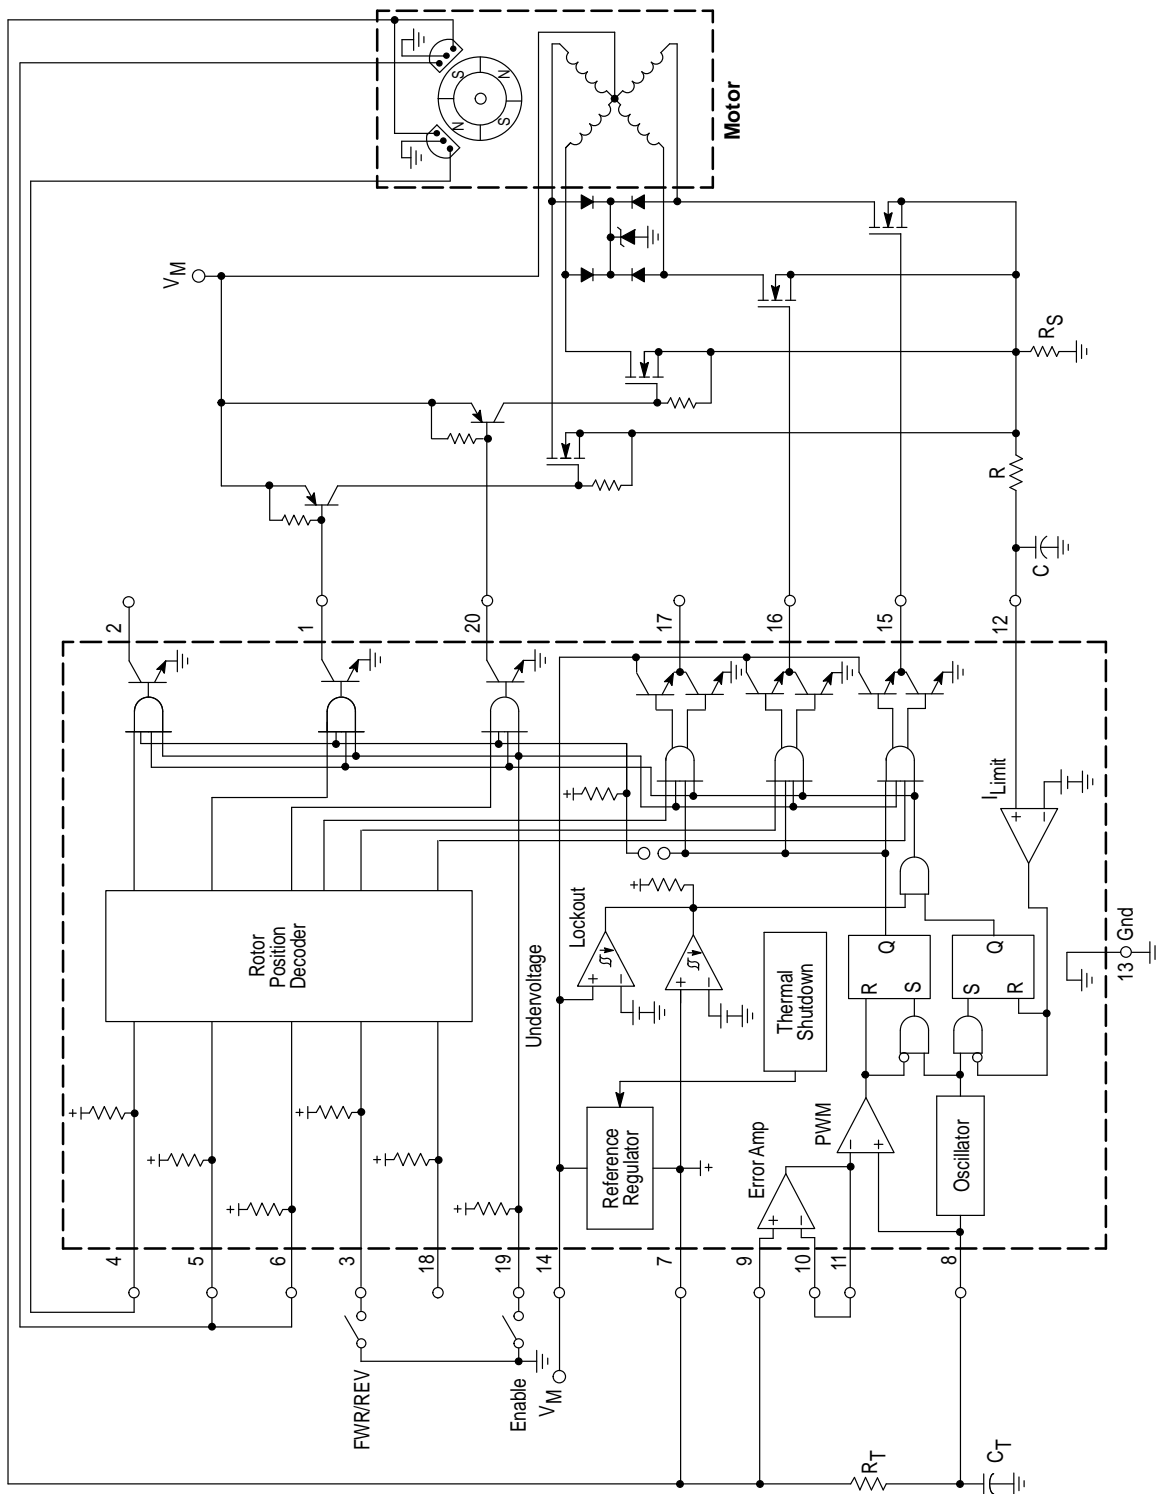 Motor
N
S
S
N
V_M
R_S
R
C
2
1
20
17
16
15
12
I_Limit
Gnd
13
Rotor
Position
Decoder
Undervoltage
Lockout
Thermal
Shutdown
Reference
Regulator
Error Amp
PWM
Oscillator
R
Q
S
S
Q
R
4
5
6
3
18
19
14
7
9
10
11
8
FWR/REV
Enable
V_M
R_T
C_T
+
+
+
+
+
+
+
+
+
+
−
+
−
+
−
+
−
−
+